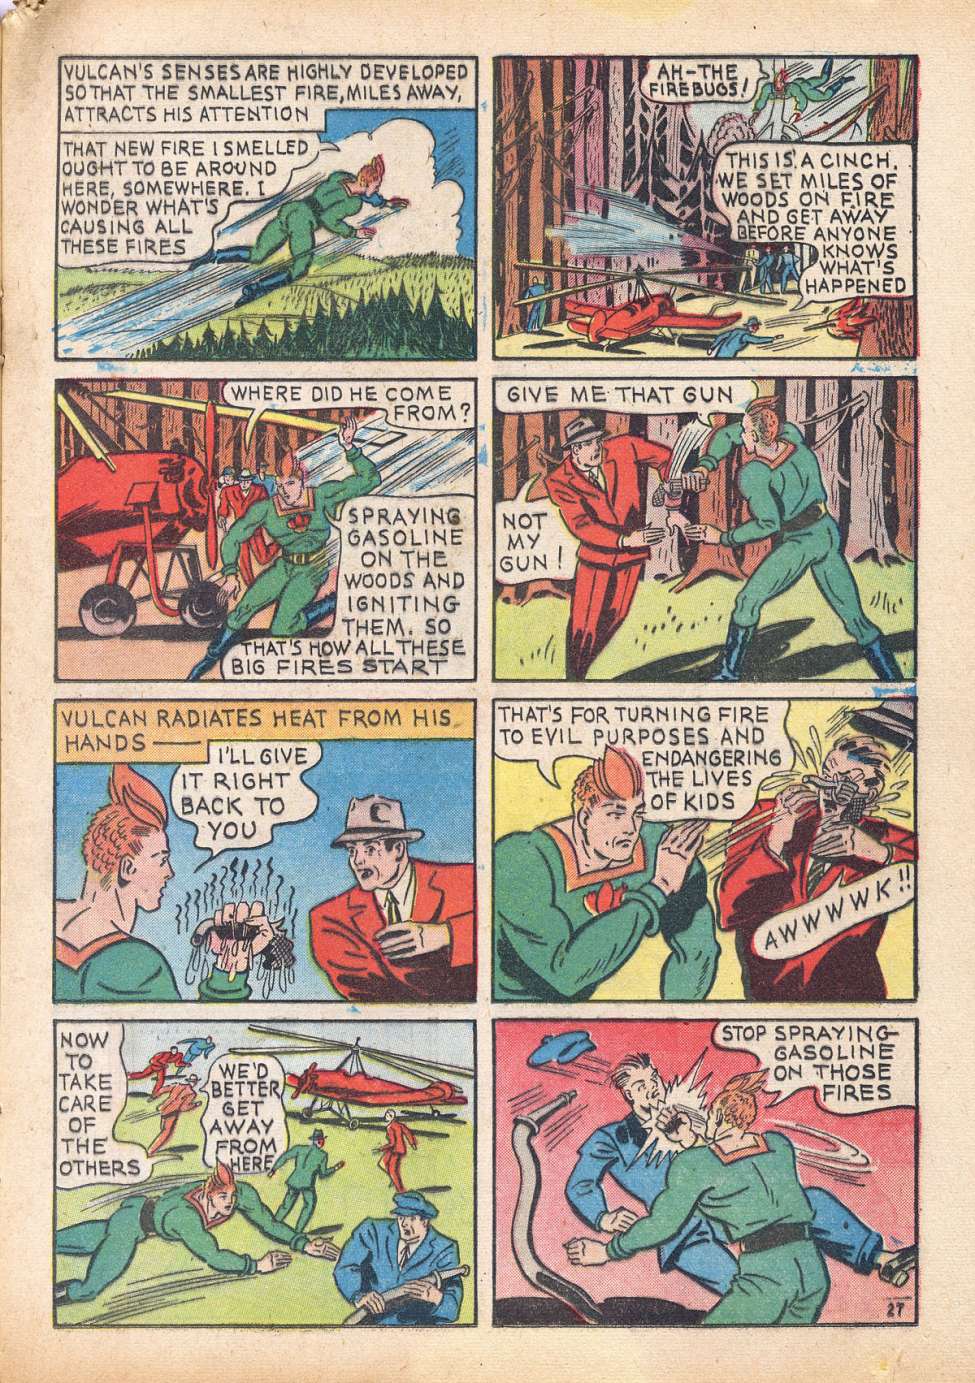 VULCAN'S SENSES ARE HIGHLY DEVELOPED
SO THAT THE SMALLEST FIRE, MILES AWAY,
ATTRACTS HIS ATTENTION
THAT NEW FIRE I SMELLED
OUGHT TO BE AROUND
HERE, SOMEWHERE. I
WONDER WHAT'S
CAUSING ALL
THESE FIRES
AH-THE
FIREBUGS!
THIS IS A CINCH.
WE SET MILES OF
WOODS ON FIRE
AND GET AWAY
BEFORE ANYONE
KNOWS
WHAT'S
HAPPENED
WHERE DID HE COME
FROM?
SPRAYING
GASOLINE
ON THE
WOODS AND
IGNITING
THEM. SO
THAT'S HOW ALL THESE
BIG FIRES START
GIVE ME THAT GUN
NOT
MY
GUN!
VULCAN RADIATES HEAT FROM HIS
HANDS —
I'LL GIVE
IT RIGHT
BACK TO
YOU
THAT'S FOR TURNING FIRE
TO EVIL PURPOSES AND
ENDANGERING
THE LIVES
OF KIDS
AWWWWK!!
NOW
TO
TAKE
CARE
OF
THE
OTHERS
WE'D
BETTER
GET
AWAY
FROM
HERE
STOP SPRAYING
GASOLINE
ON THOSE
FIRES
27